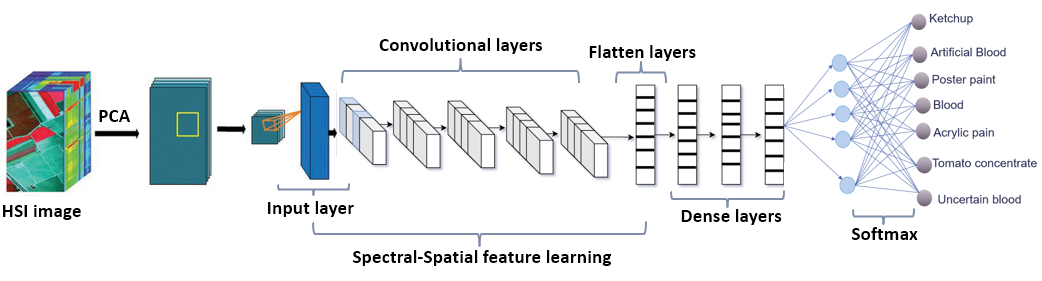 Convolutional layers
Flatten layers
PCA
HSI image
Input layer
Spectral-Spatial feature learning
Dense layers
Softmax
Ketchup
Artificial Blood
Poster paint
Blood
Acrylic pain
Tomato concentrate
Uncertain blood